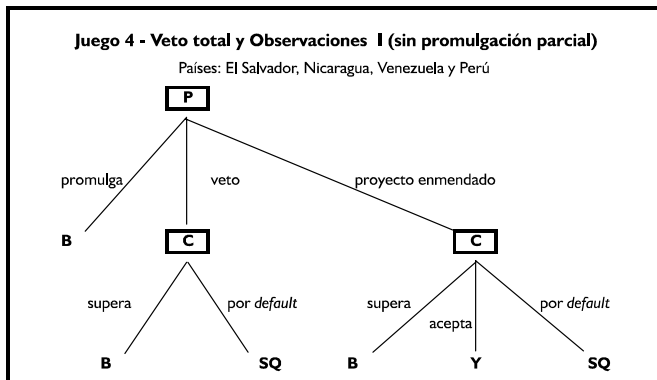 Juego 4 - Veto total y Observaciones I (sin promulgación parcial)
Países: El Salvador, Nicaragua, Venezuela y Perú
P
promulga veto proyecto enmendado
B C C
supera por default supera acepta por default
B SQ B Y SQ